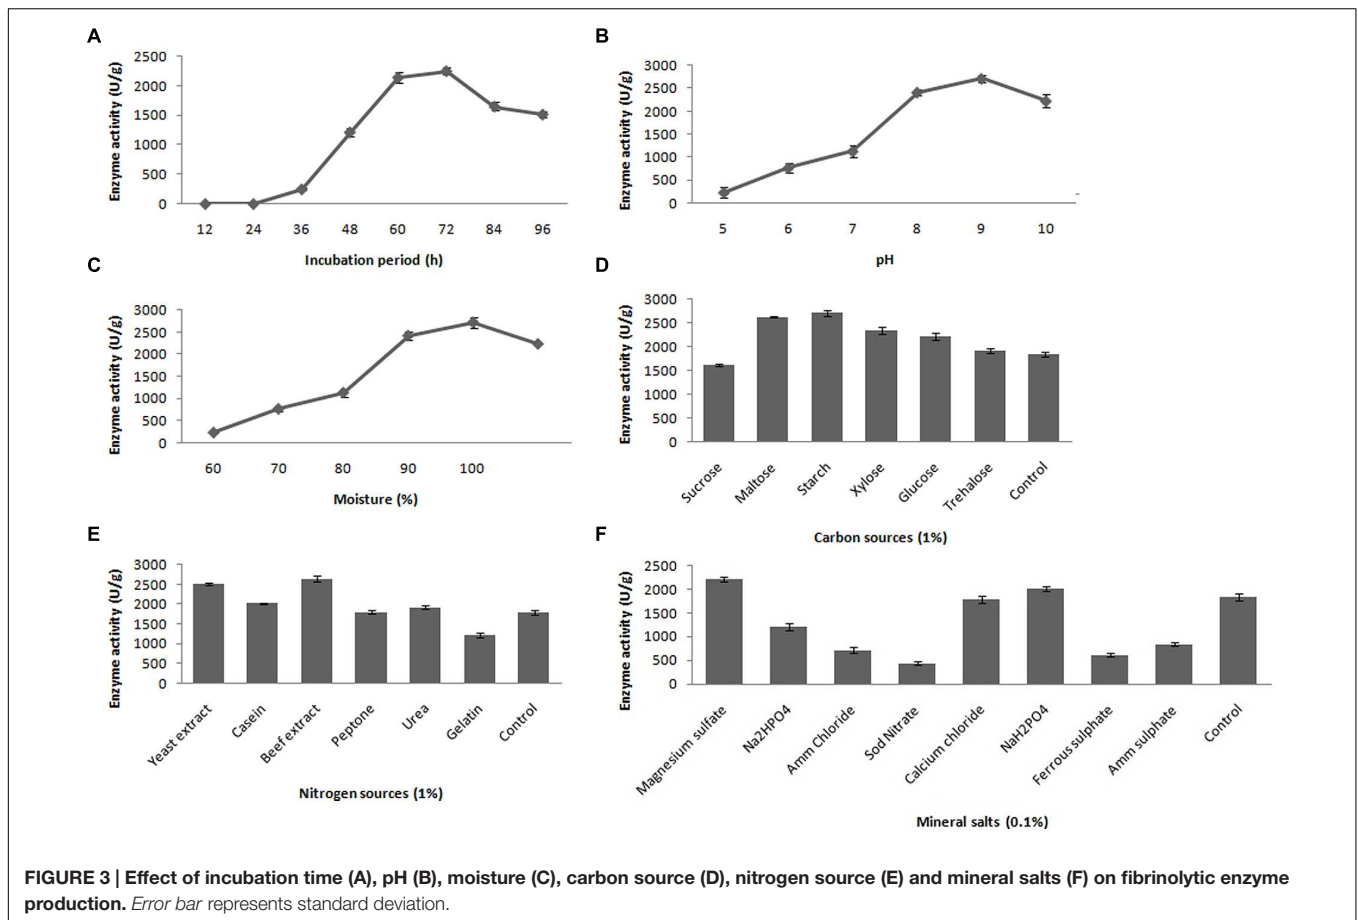 A
Enzyme activity (U/g)
2500
2000
1500
1000
500
0
12 24 36 48 60 72 84 96
Incubation period (h)
B
Enzyme activity (U/g)
3000
2500
2000
1500
1000
500
0
5 6 7 8 9 10
pH
C
Enzyme activity (U/g)
3000
2500
2000
1500
1000
500
0
60 70 80 90 100
Moisture (%)
D
Enzyme activity (U/g)
3000
2500
2000
1500
1000
500
0
Sucrose
Maltose
Starch
Xylose
Glucose
Trehalose
Control
Carbon sources (1%)
E
Enzyme activity (U/g)
3000
2500
2000
1500
1000
500
0
Yeast extract
Casein
Beef extract
Peptone
Urea
Gelatin
Control
Nitrogen sources (1%)
F
Enzyme activity (U/g)
2500
2000
1500
1000
500
0
Magnesium sulfate
Na2HPO4
Amm Chloride
Sod Nitrate
Calcium chloride
NaH2PO4
Ferrous sulphate
Amm sulphate
Control
Mineral salts (0.1%)
FIGURE 3 | Effect of incubation time (A), pH (B), moisture (C), carbon source (D), nitrogen source (E) and mineral salts (F) on fibrinolytic enzyme
production. Error bar represents standard deviation.